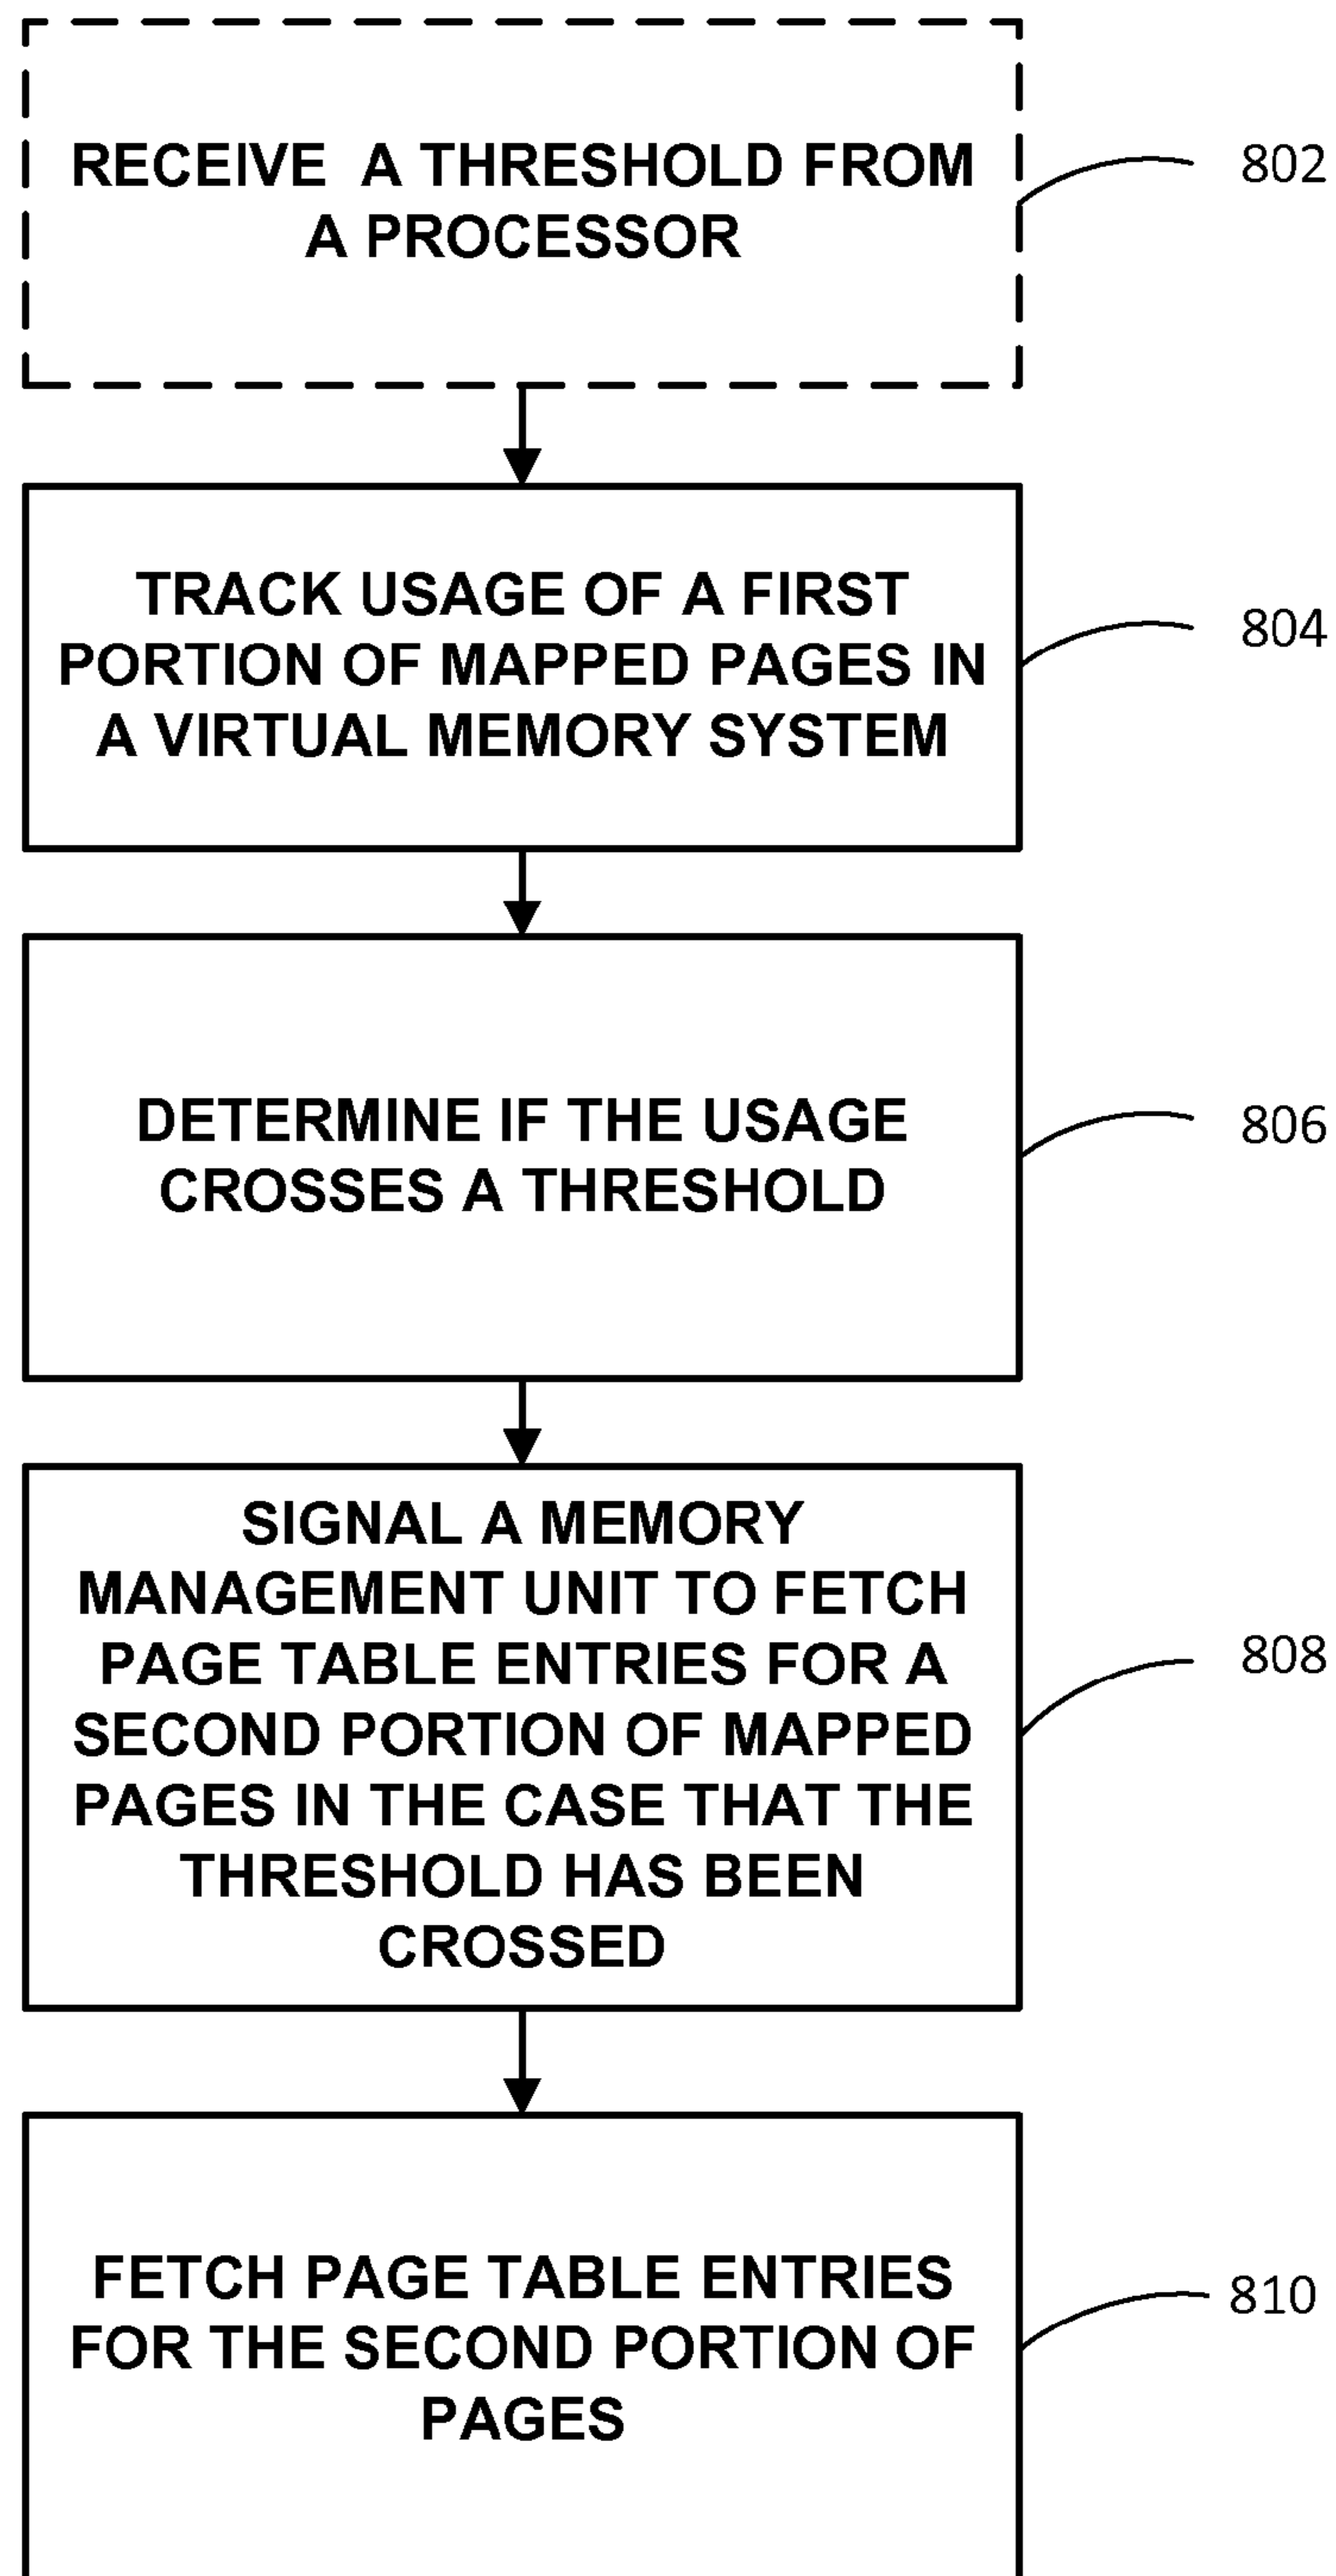 RECEIVE A THRESHOLD FROM
A PROCESSOR
802
TRACK USAGE OF A FIRST
PORTION OF MAPPED PAGES IN
A VIRTUAL MEMORY SYSTEM
804
DETERMINE IF THE USAGE
CROSSES A THRESHOLD
806
SIGNAL A MEMORY
MANAGEMENT UNIT TO FETCH
PAGE TABLE ENTRIES FOR A
SECOND PORTION OF MAPPED
PAGES IN THE CASE THAT THE
THRESHOLD HAS BEEN
CROSSED
808
FETCH PAGE TABLE ENTRIES
FOR THE SECOND PORTION OF
PAGES
810